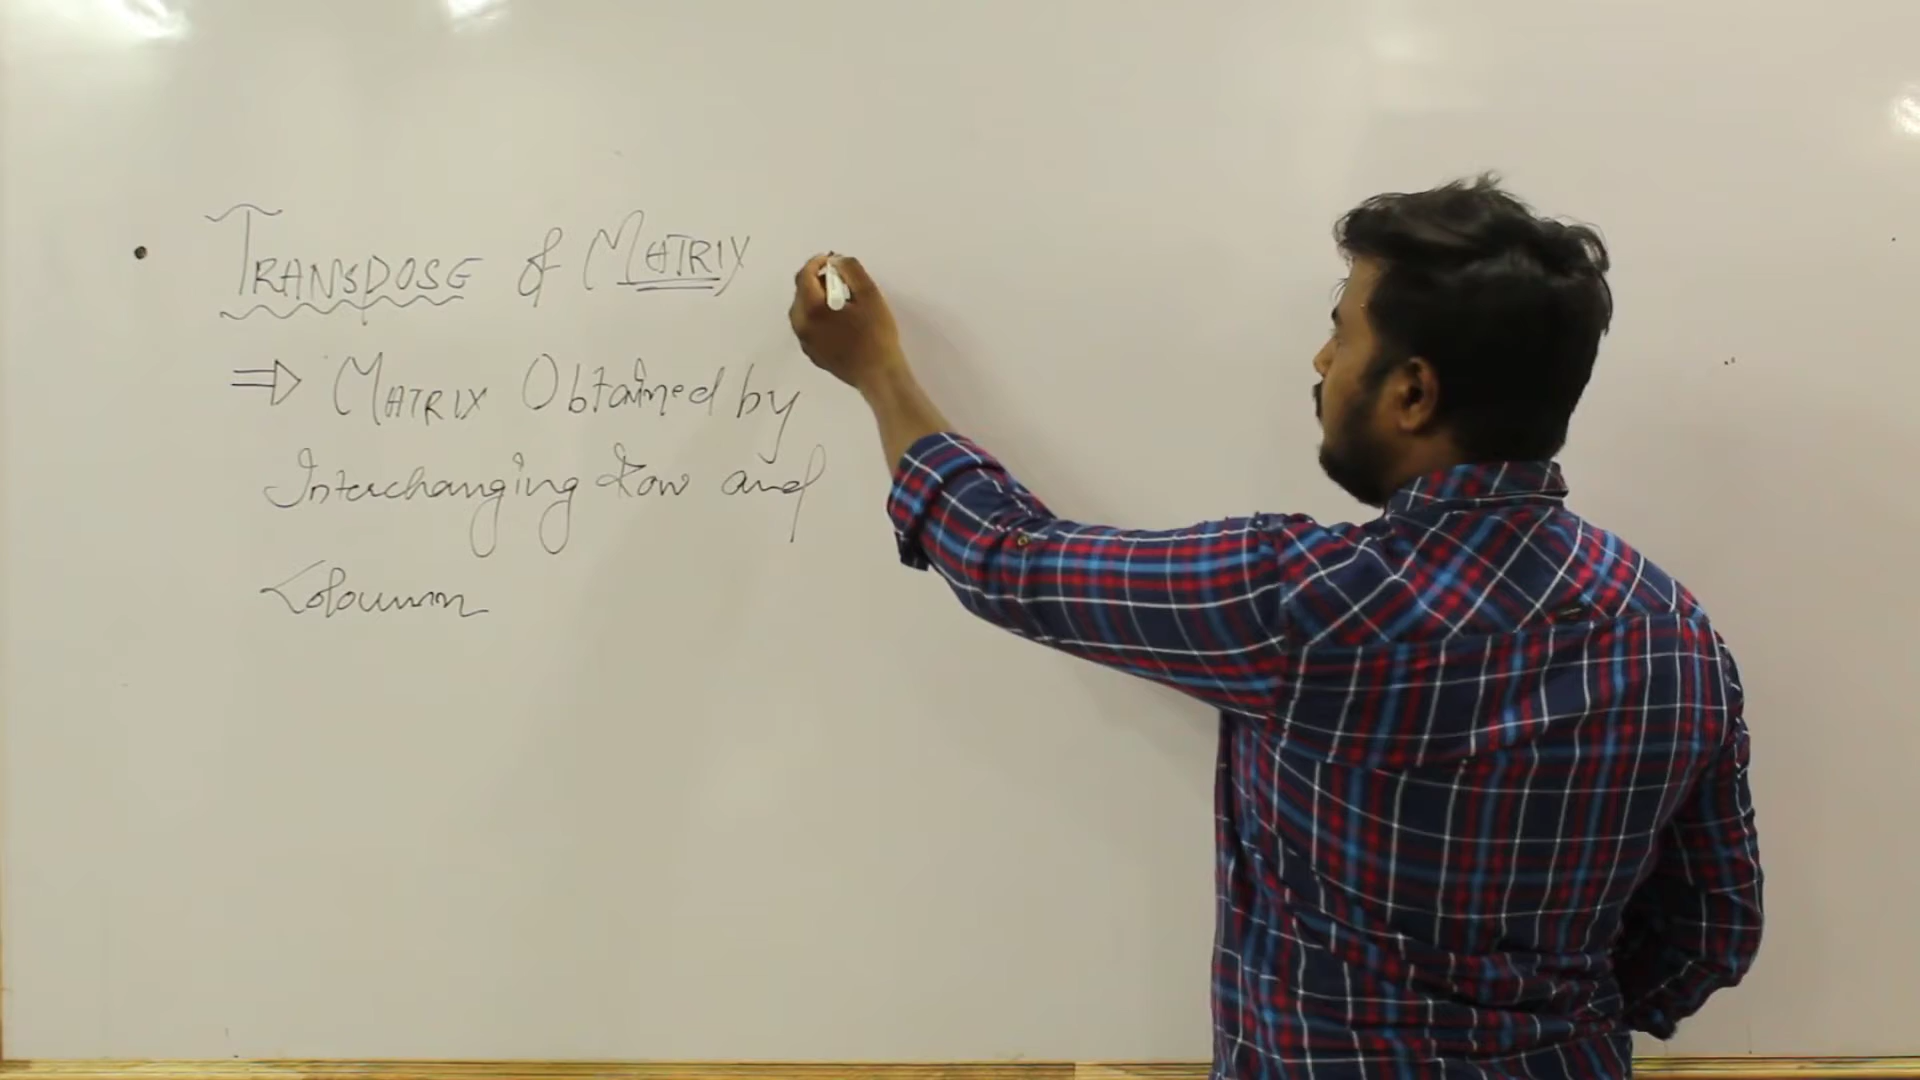 TRANSPOSE of MATRIX
⇒ MATRIX Obtained by
Interchanging Row and
Coloumn